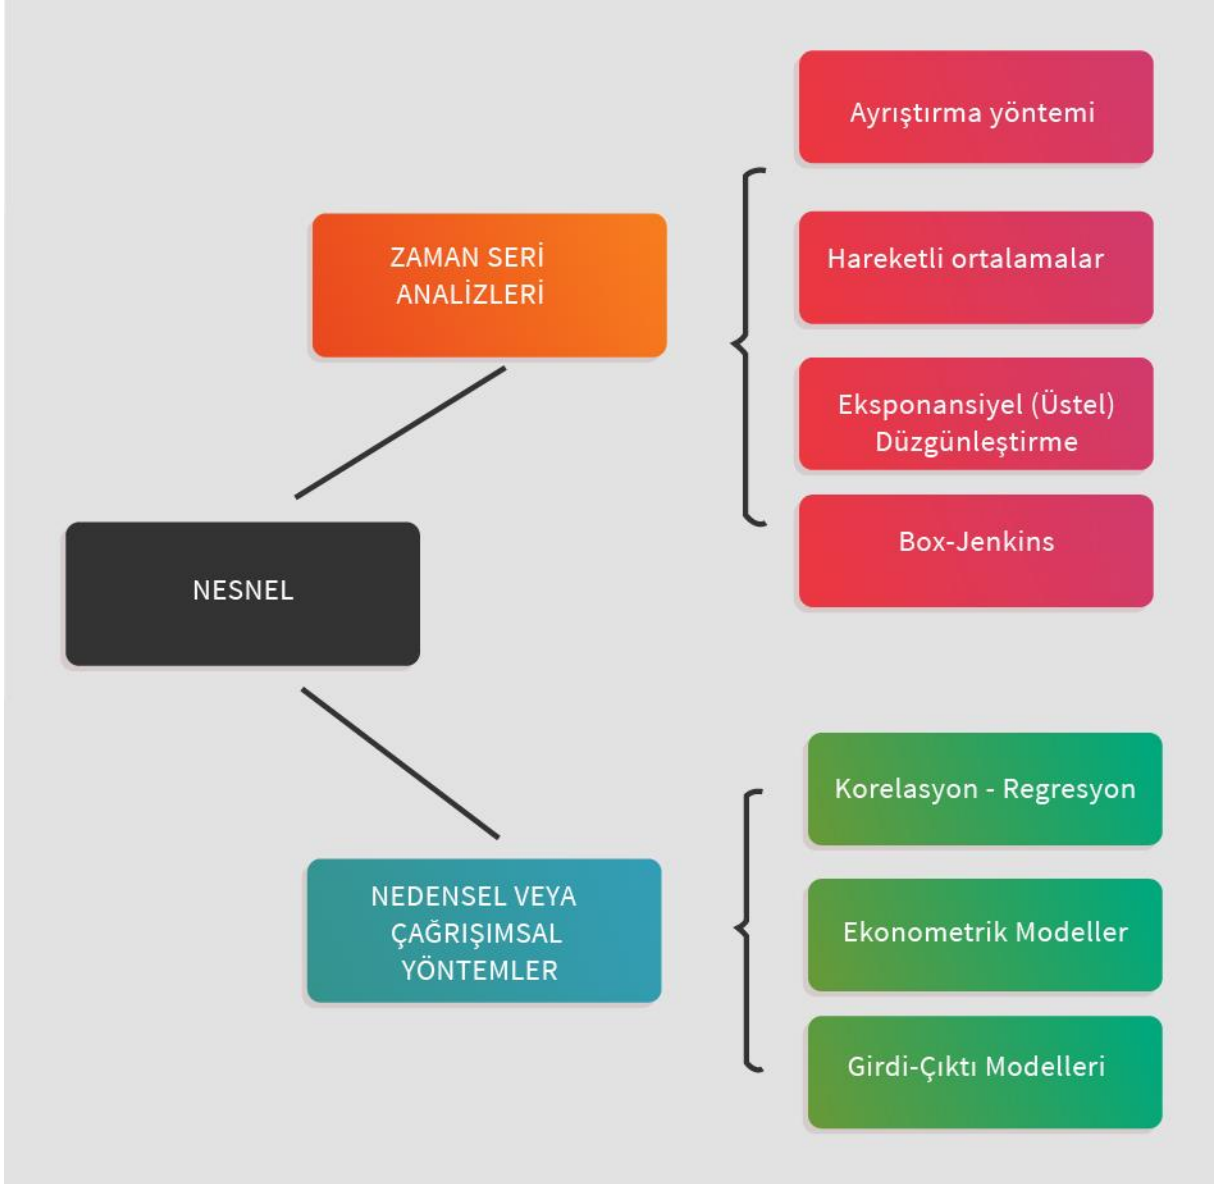 Ayrıştırma yöntemi
ZAMAN SERİ
ANALİZLERİ
Hareketli ortalamalar
Eksponansiyel (Üstel)
Düzgünleştirme
Box-Jenkins
NESNEL
NEDENSEL VEYA
ÇAĞRIŞIMSAL
YÖNTEMLER
Korelasyon - Regresyon
Ekonometrik Modeller
Girdi-Çıktı Modelleri